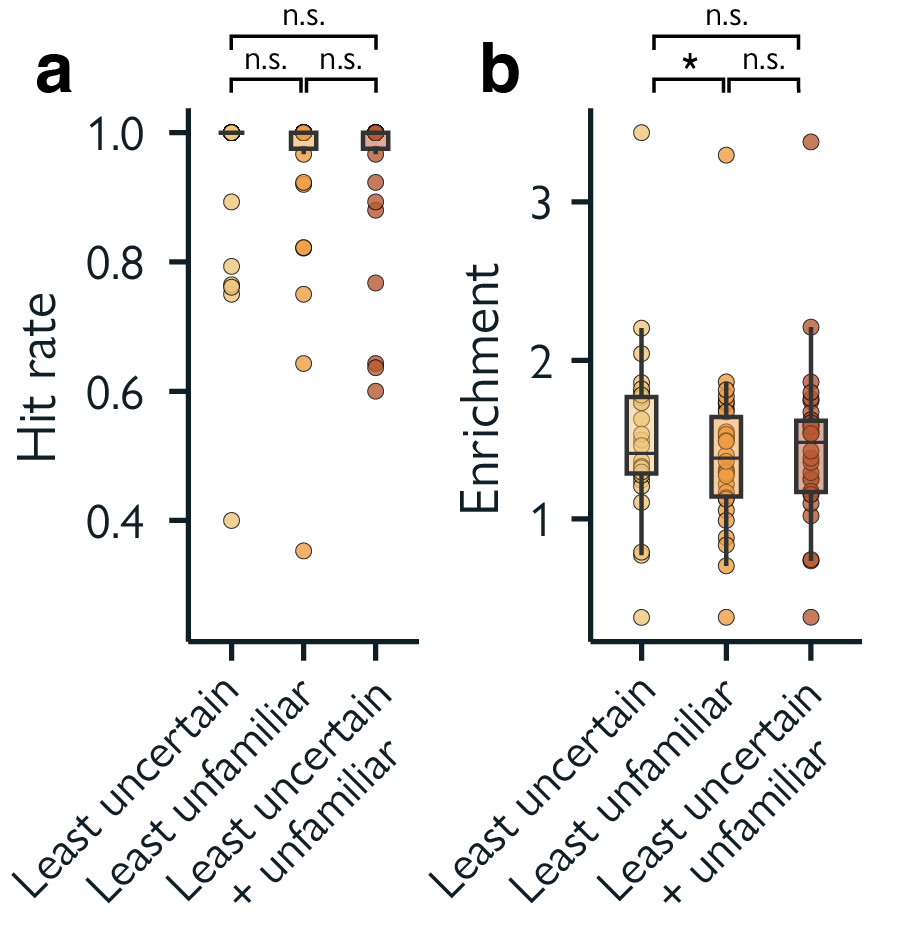 a
n.s.
n.s.
n.s.
Hit rate
1.0
0.8
0.6
0.4
Least uncertain
Least unfamiliar
Least uncertain
+ unfamiliar
b
n.s.
*
n.s.
Enrichment
3
2
1
Least uncertain
Least unfamiliar
Least uncertain
+ unfamiliar